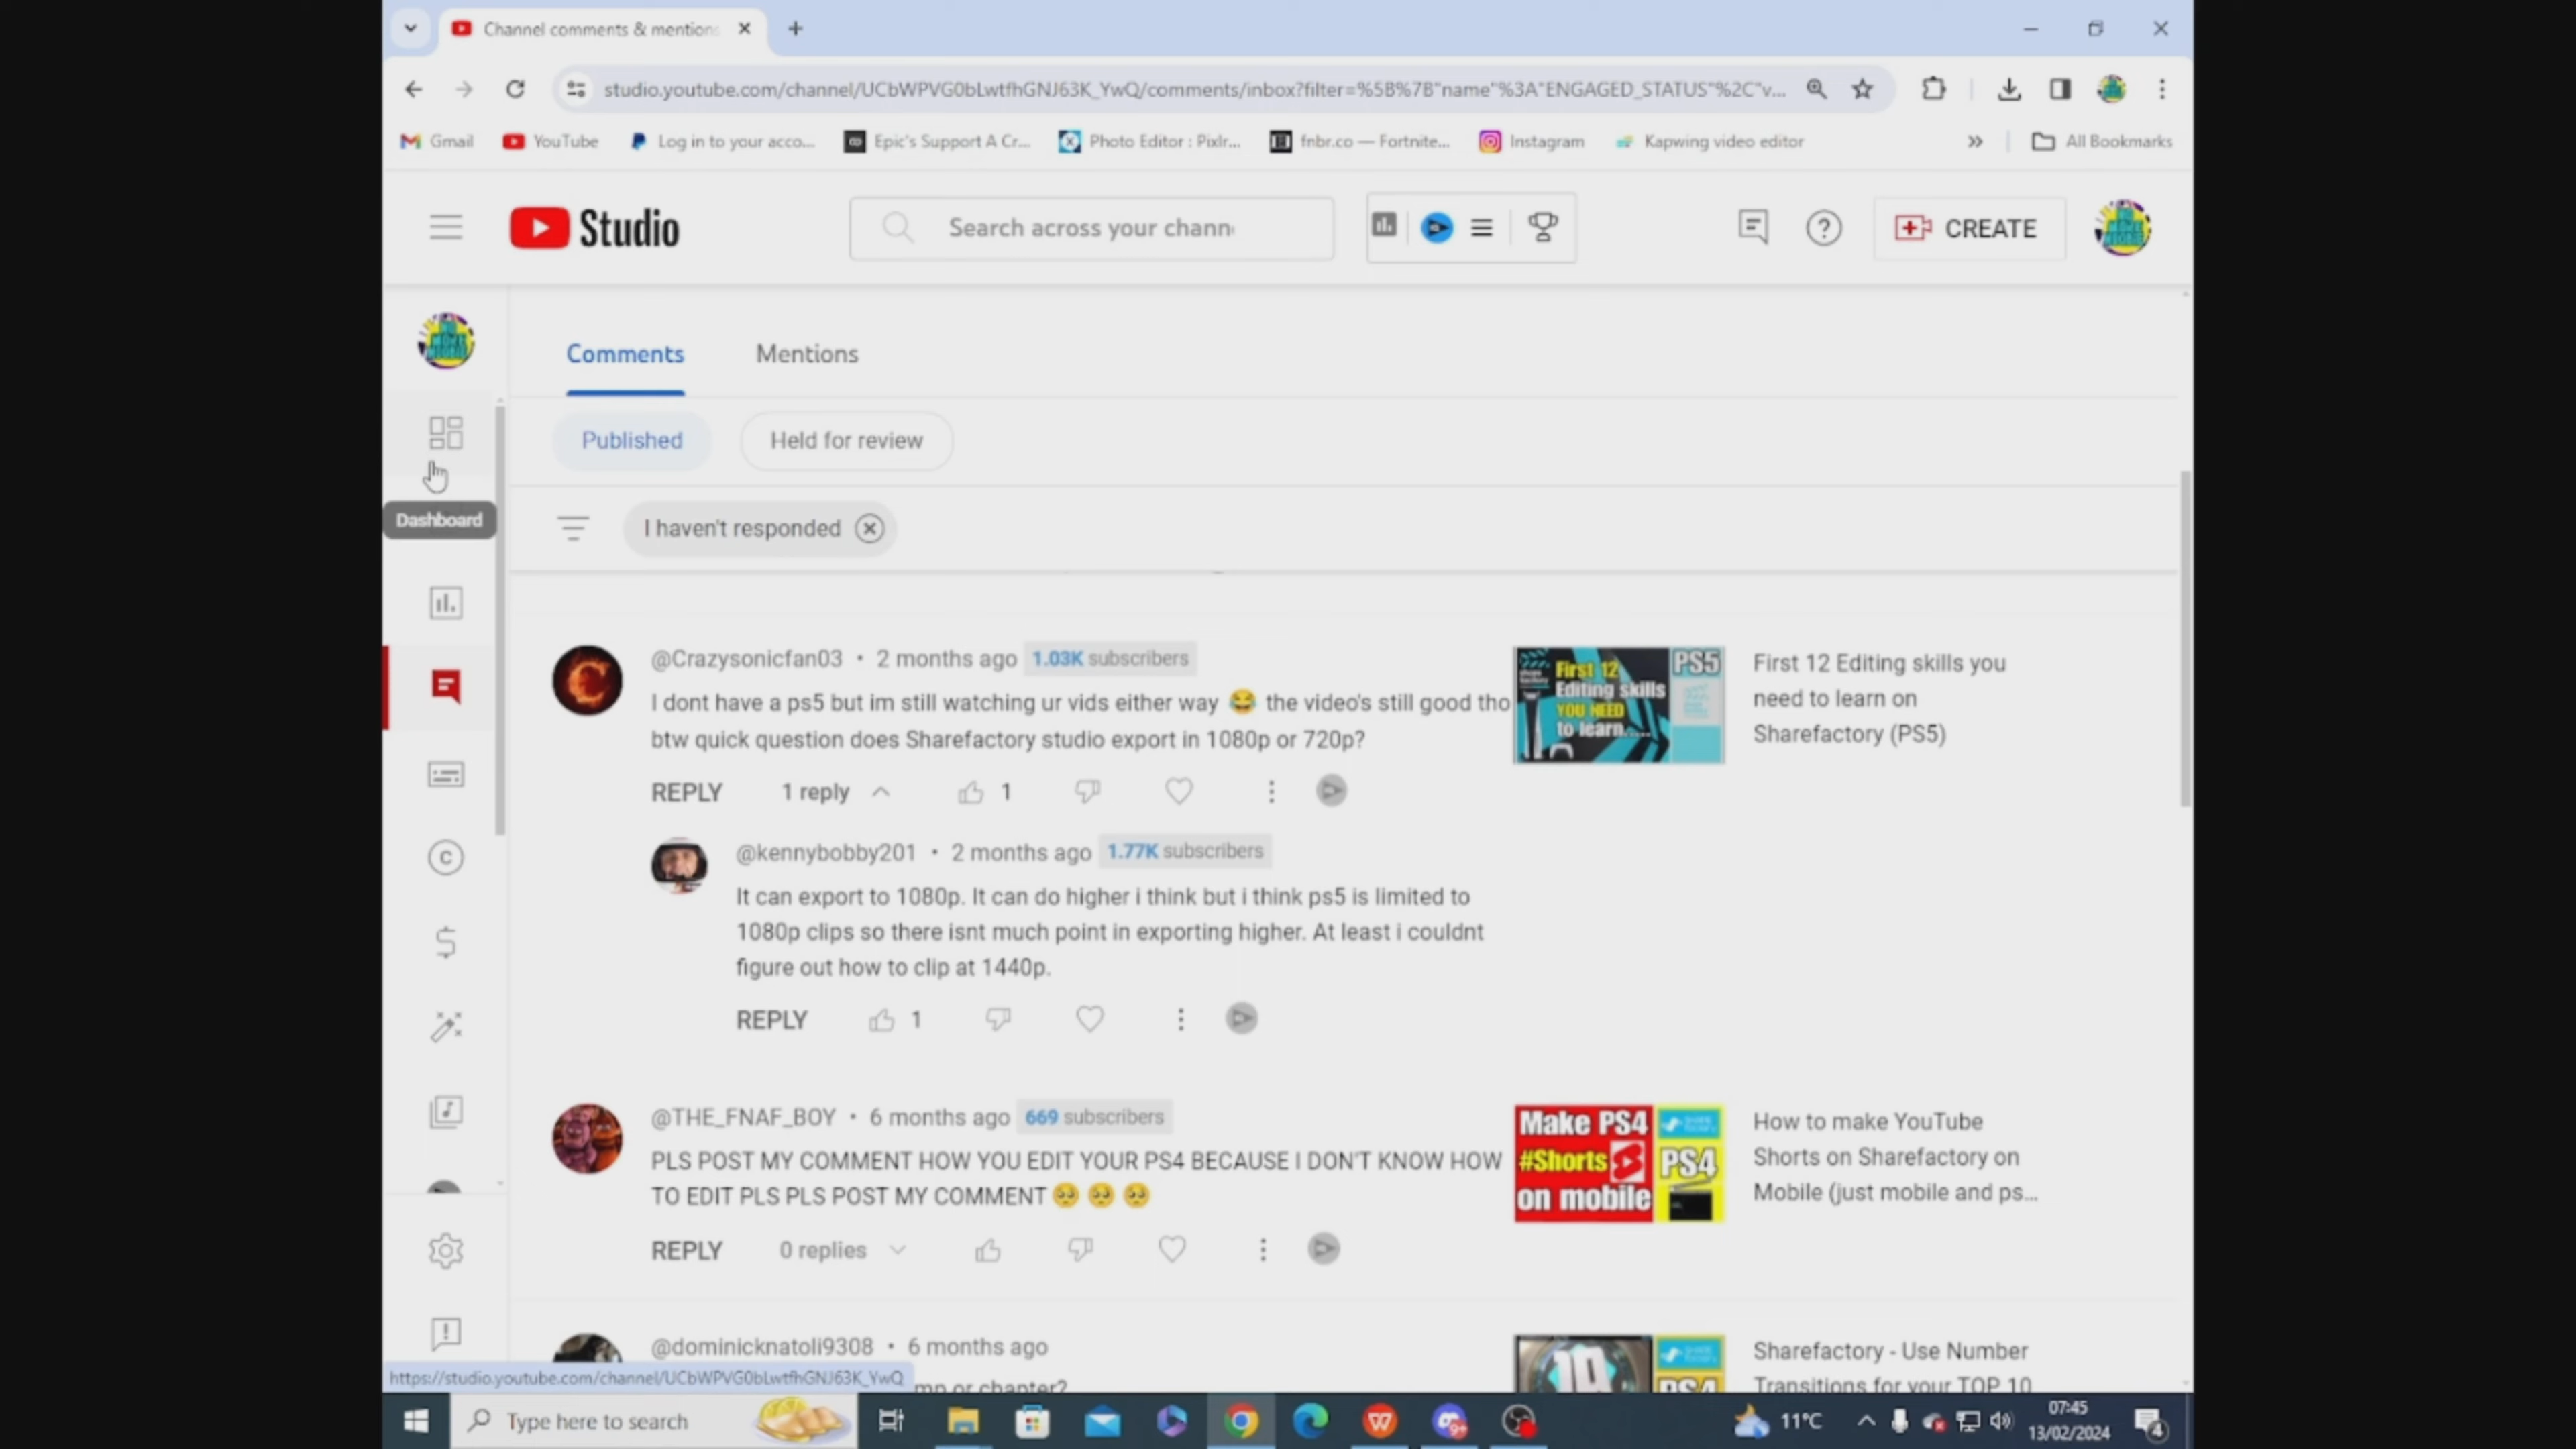 Channel comments & mentions
studio.youtube.com/channel/UCbWPVG0bLwtfhGNJ63K_YwQ/comments/inbox?filter=%5B%7B"name"%3A"ENGAGED_STATUS"%2C"v...
Gmail YouTube Log in to your acco... Epic's Support A Cr... Photo Editor : Pixlr... fnbr.co — Fortnite... Instagram Kapwing video editor » All Bookmarks
Studio Search across your chann CREATE
Comments Mentions
Published Held for review
Dashboard
I haven't responded
@Crazysonicfan03 • 2 months ago 1.03K subscribers
I dont have a ps5 but im still watching ur vids either way 😂 the video's still good tho
btw quick question does Sharefactory studio export in 1080p or 720p?
REPLY 1 reply 1
First 12
Editing skills
YOU NEED
to learn.....
PS5
First 12 Editing skills you
need to learn on
Sharefactory (PS5)
@kennybobby201 • 2 months ago 1.77K subscribers
It can export to 1080p. It can do higher i think but i think ps5 is limited to
1080p clips so there isnt much point in exporting higher. At least i couldnt
figure out how to clip at 1440p.
REPLY 1
@THE_FNAF_BOY • 6 months ago 669 subscribers
PLS POST MY COMMENT HOW YOU EDIT YOUR PS4 BECAUSE I DON'T KNOW HOW
TO EDIT PLS PLS POST MY COMMENT 🥺 🥺 🥺
REPLY 0 replies
Make PS4
#Shorts
on mobile
PS4
How to make YouTube
Shorts on Sharefactory on
Mobile (just mobile and ps...
@dominicknatoli9308 • 6 months ago
mp or chapter?
19
PS4
Sharefactory - Use Number
Transitions for your TOP 10
https://studio.youtube.com/channel/UCbWPVG0bLwtfhGNJ63K_YwQ
Type here to search
9+
11°C
07:45
13/02/2024
4